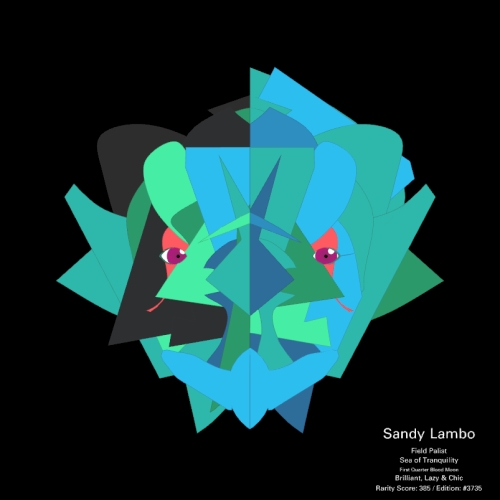 Sandy Lambo
Field Palist
Sea of Tranquility
First Quarter Blood Moon
Brilliant, Lazy & Chic
Rarity Score: 385 / Edition: #3735